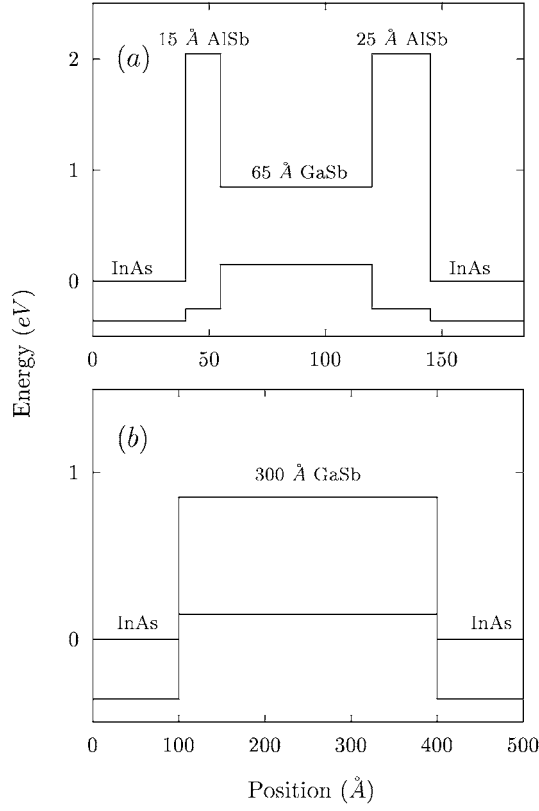 15 Å AlSb
25 Å AlSb
(a)
2
65 Å GaSb
1
InAs
InAs
0
0
50
100
150
Energy (eV)
(b)
300 Å GaSb
1
InAs
InAs
0
0
100
200
300
400
500
Position (Å)